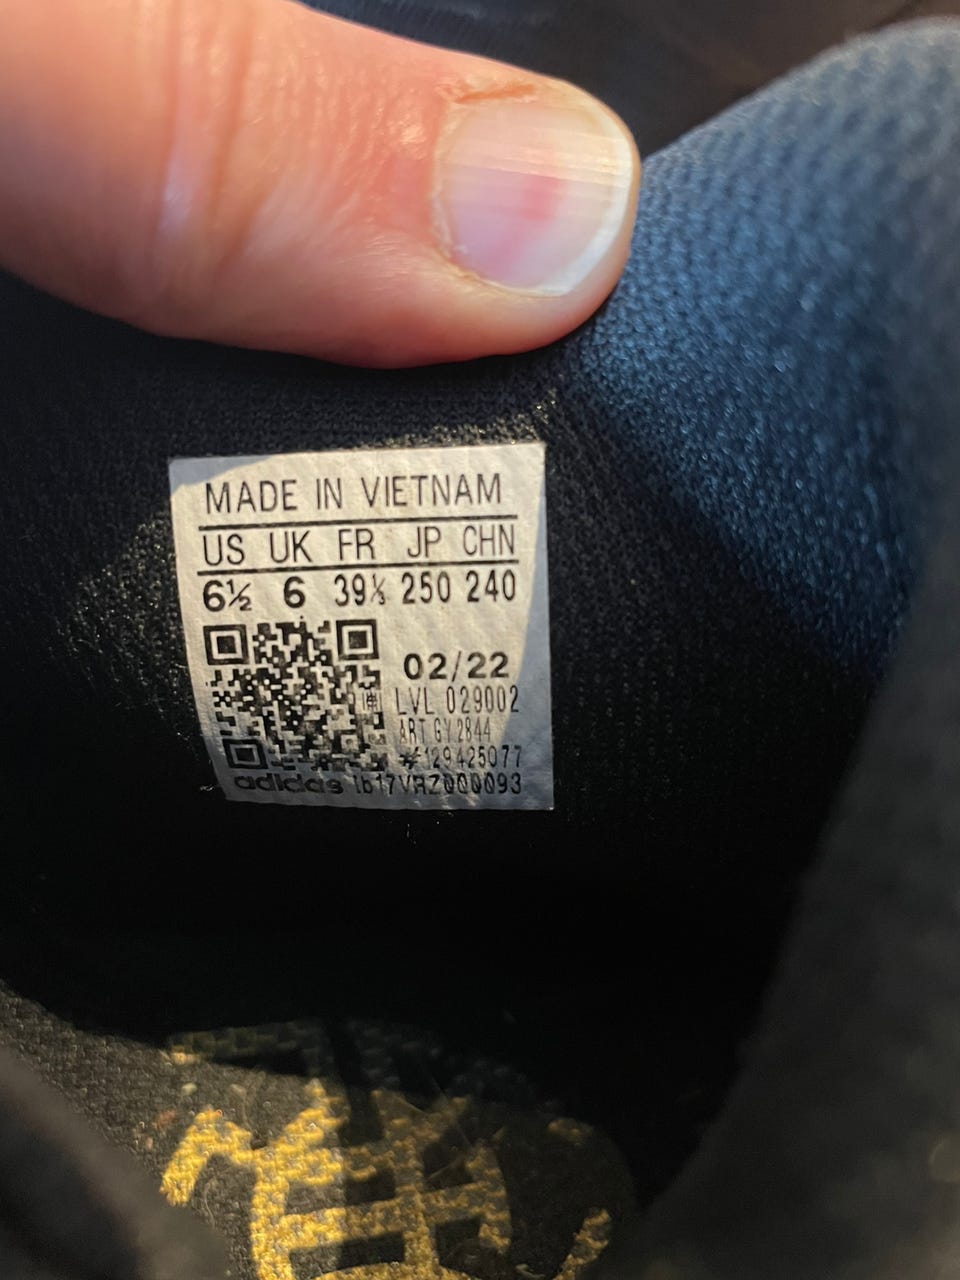 MADE IN VIETNAM
US UK FR JP CHN
6½ 6 39⅓ 250 240
02/22
LVL 029002
ART GY2844
#129425077
adidas lb17VRZ000093